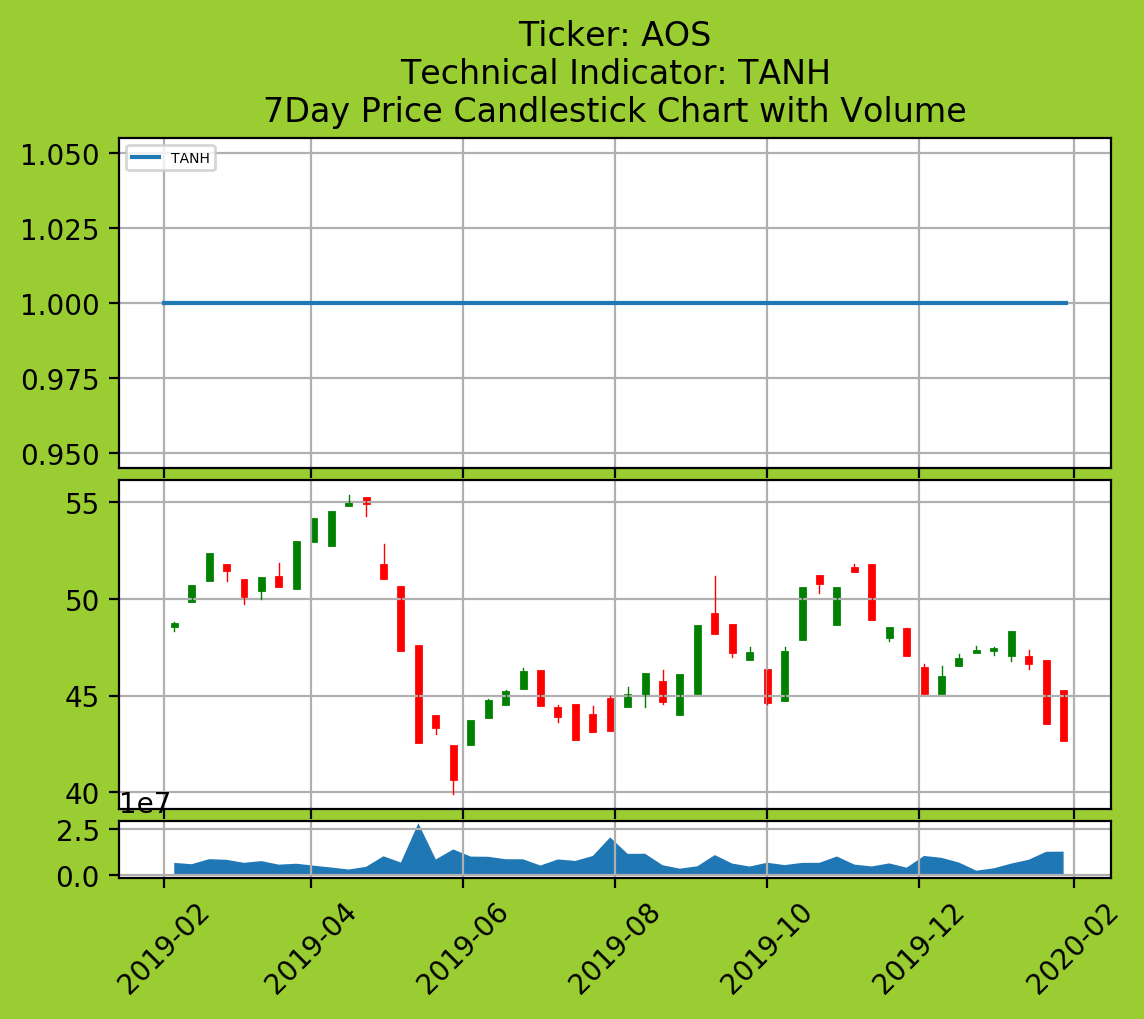 Ticker: AOS
Technical Indicator: TANH
7Day Price Candlestick Chart with Volume
1.050
TANH
1.025
1.000
0.975
0.950
55
50
45
40
1e7
2.5
0.0
2019-02 2019-04 2019-06 2019-08 2019-10 2019-12 2020-02